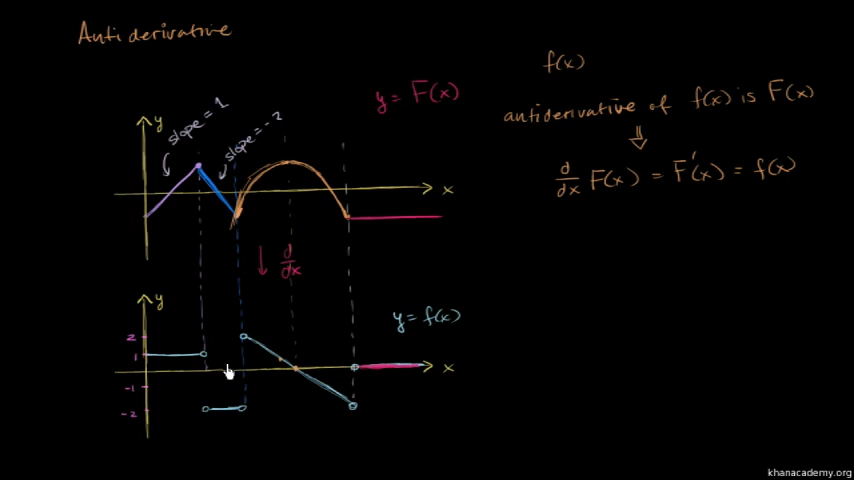 Antiderivative
f(x)
y = F(x)
antiderivative of f(x) is F(x)
⇓
d/dx F(x) = F'(x) = f(x)
y
slope = 1
slope = -2
x
↓ d/dx
y
y = f(x)
2
1
x
-1
-2
khanacademy.org